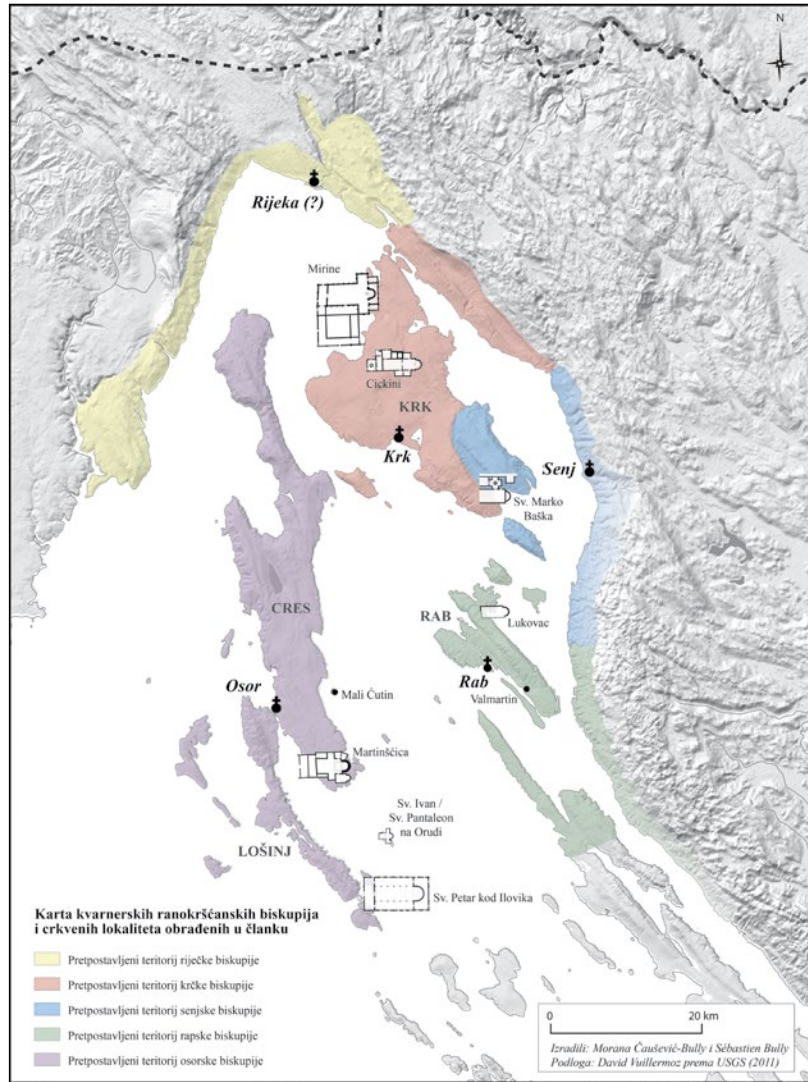 N
Rijeka (?)
Mirine
Cickini
KRK
Krk
Senj
Sv. Marko
Baška
CRES
RAB
Lukovac
Rab
Valmartin
Osor
Mali Ćutin
Martinšćica
Sv. Ivan /
Sv. Pantaleon
na Orudi
LOŠINJ
Sv. Petar kod Ilovika
Karta kvarnerskih ranokršćanskih biskupija
i crkvenih lokaliteta obrađenih u članku
Pretpostavljeni teritorij riječke biskupije
Pretpostavljeni teritorij krčke biskupije
Pretpostavljeni teritorij senjske biskupije
Pretpostavljeni teritorij rapske biskupije
Pretpostavljeni teritorij osorske biskupije
0 20 km
Izradili: Morana Čaušević-Bully i Sébastien Bully
Podloga: David Vuillermoz prema USGS (2011)